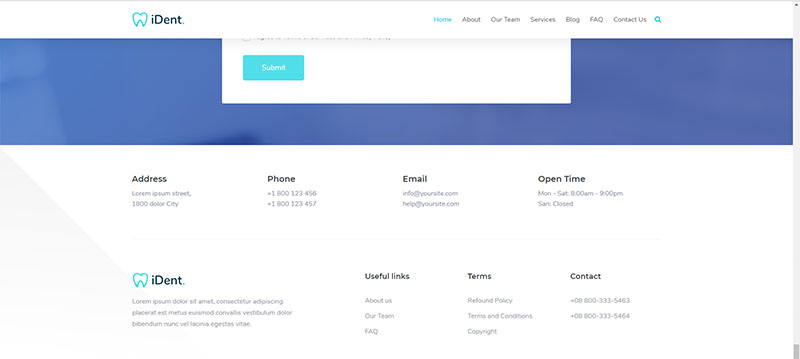 iDent.
Home About Our Team Services Blog FAQ Contact Us
Submit
Address
Lorem ipsum street,
1800 dolor City
Phone
+1 800 123 456
+1 800 123 457
Email
info@yoursite.com
help@yoursite.com
Open Time
Mon – Sat: 8:00am – 9:00pm
San: Closed
iDent.
Lorem ipsum dolor sit amet, consectetur adipiscing
placerat est metus euismod convallis vestibulum dolor
bibendum nunc vel lacinia egestas vitae.
Useful links
About us
Our Team
FAQ
Terms
Refound Policy
Terms and Conditions
Copyright
Contact
+08 800-333-5463
+08 800-333-5464